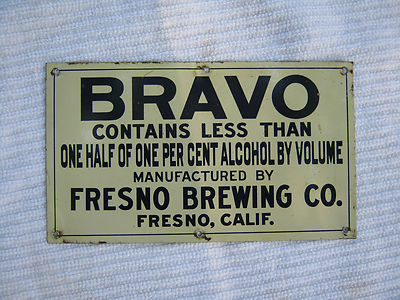 BRAVO
CONTAINS LESS THAN
ONE HALF OF ONE PER CENT ALCOHOL BY VOLUME
MANUFACTURED BY
FRESNO BREWING CO.
FRESNO, CALIF.